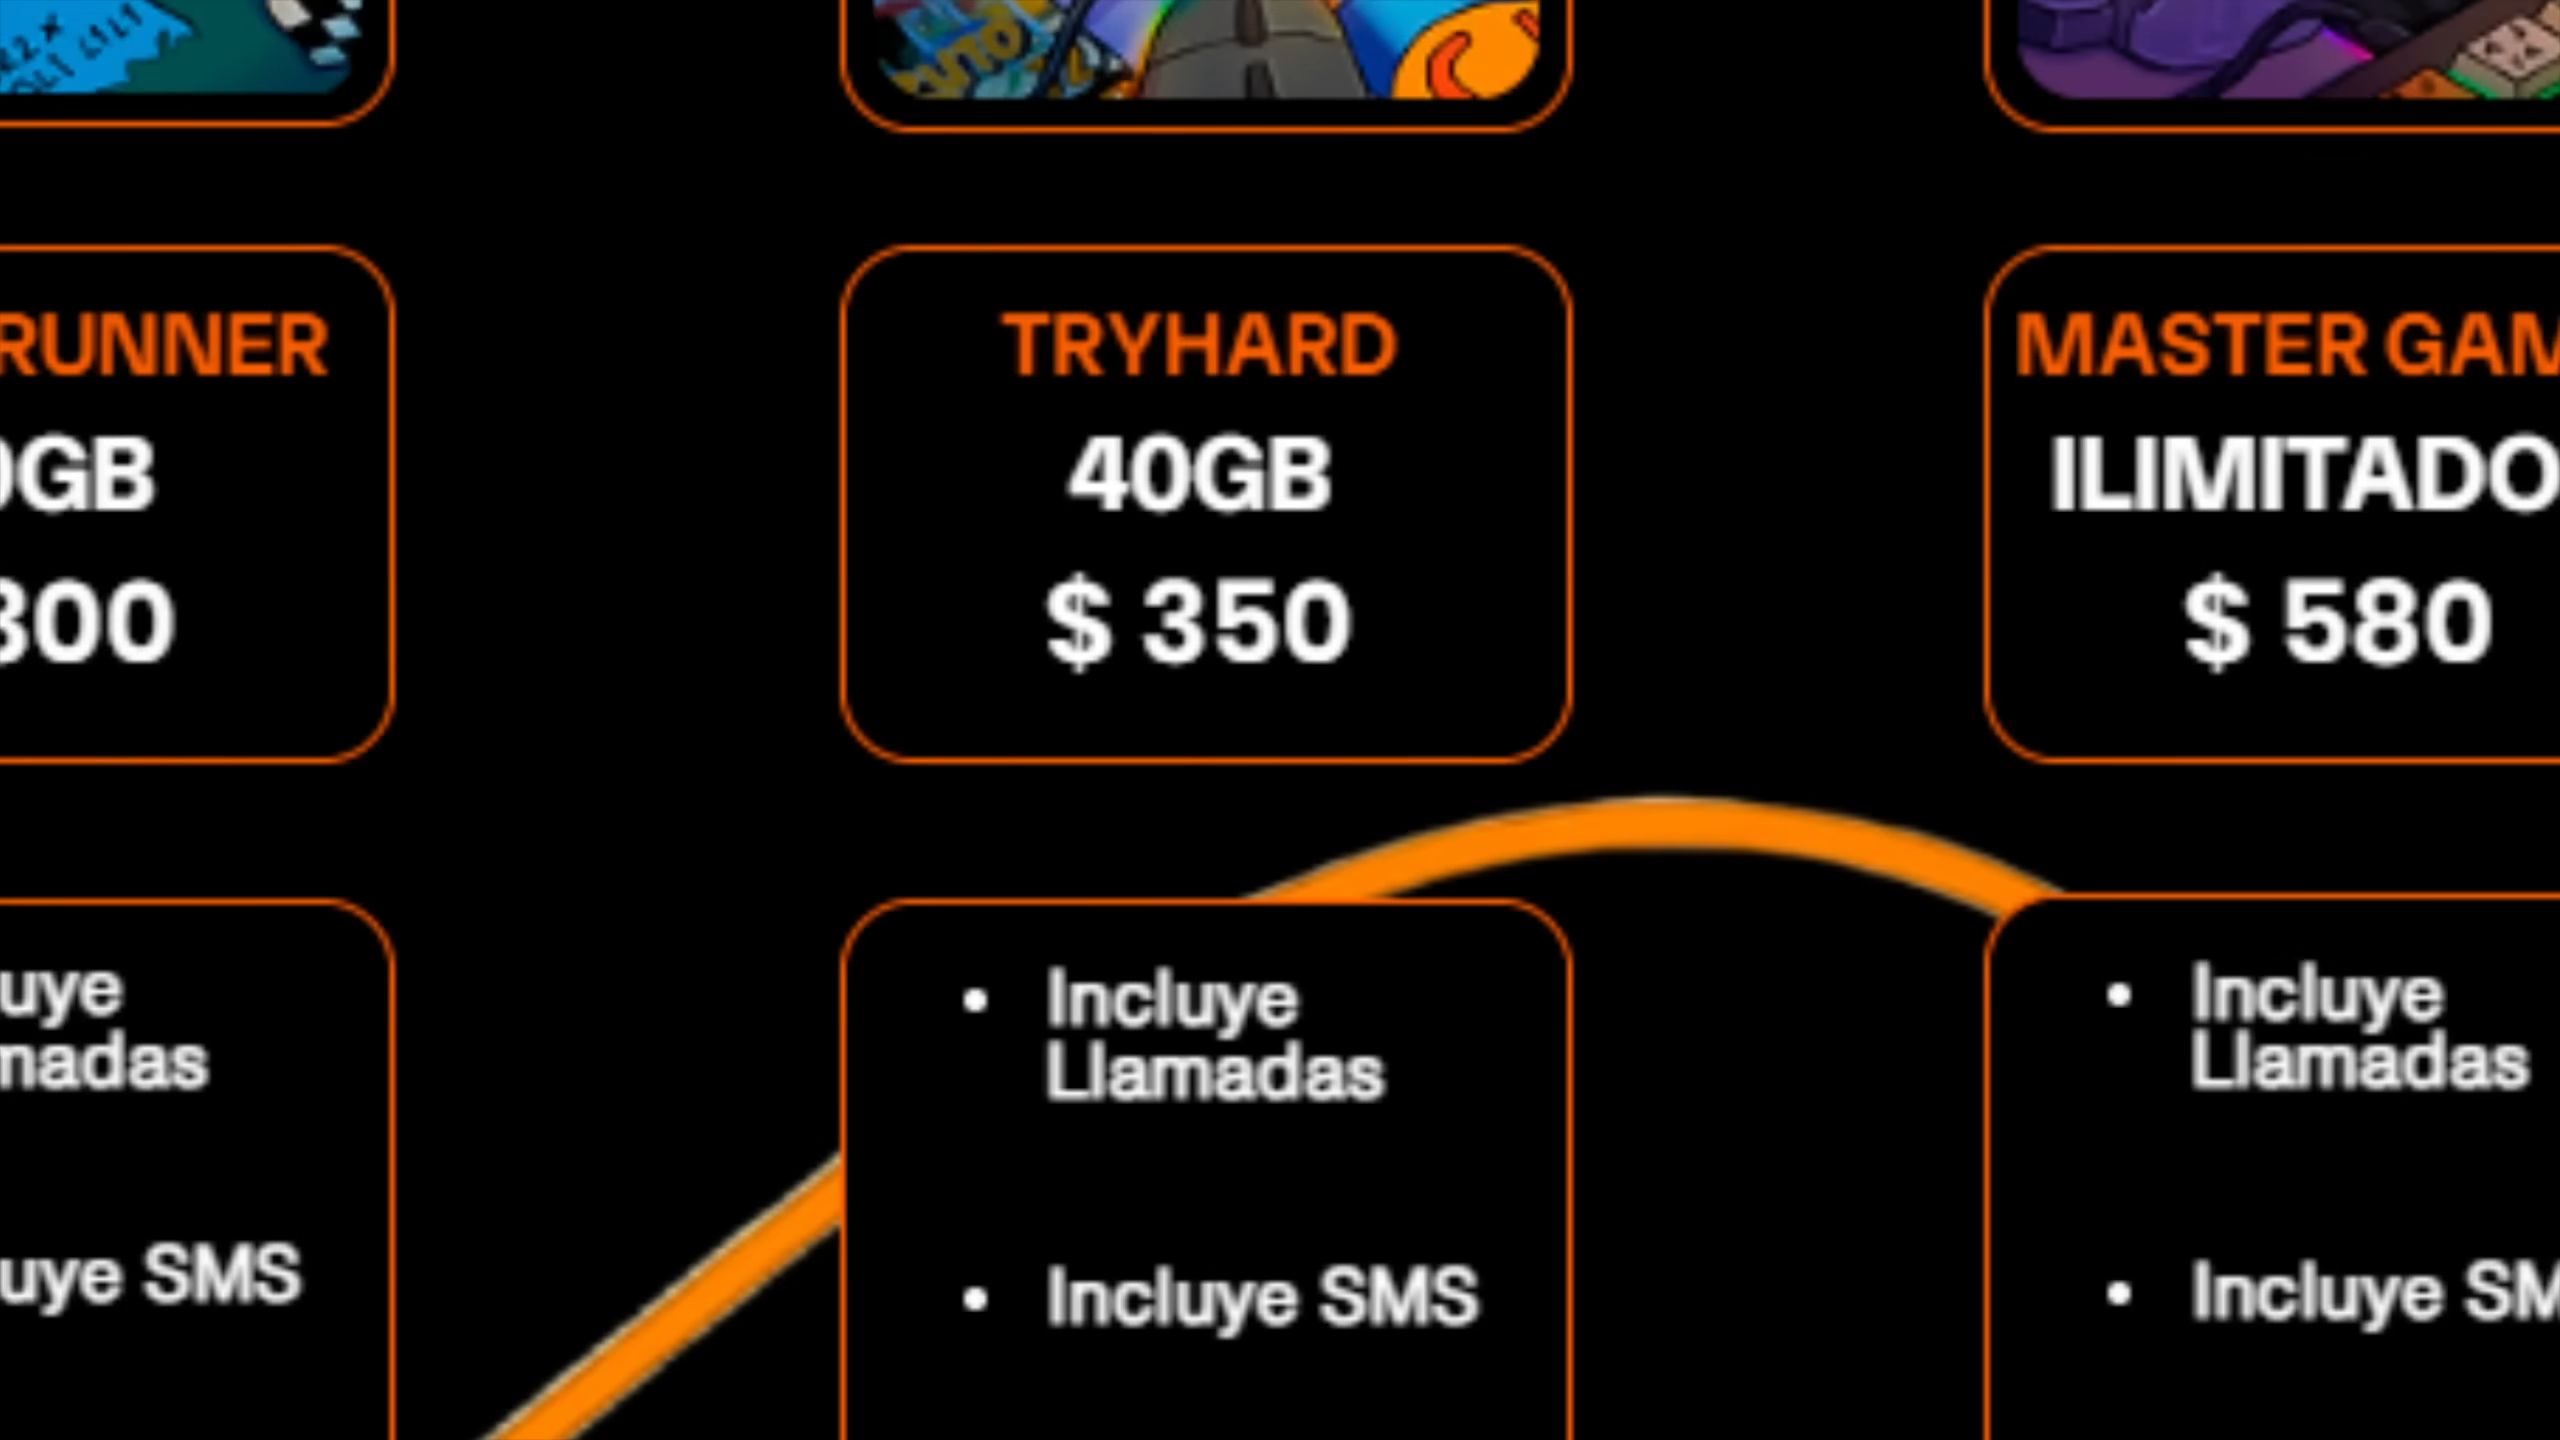 RUNNER
0GB
300
uye
madas
uye SMS
TRYHARD
40GB
$ 350
• Incluye
Llamadas
• Incluye SMS
MASTER GAM
ILIMITADO
$ 580
• Incluye
Llamadas
• Incluye SM